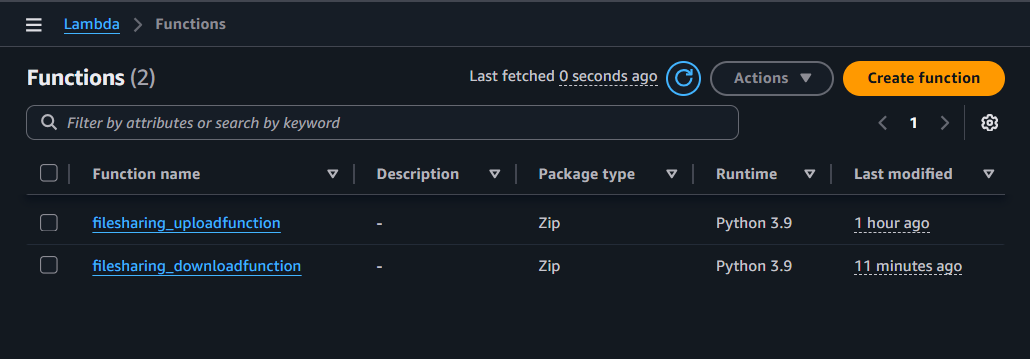 Lambda Functions
Functions (2) Last fetched 0 seconds ago Actions Create function
Filter by attributes or search by keyword 1
Function name Description Package type Runtime Last modified
filesharing_uploadfunction - Zip Python 3.9 1 hour ago
filesharing_downloadfunction - Zip Python 3.9 11 minutes ago